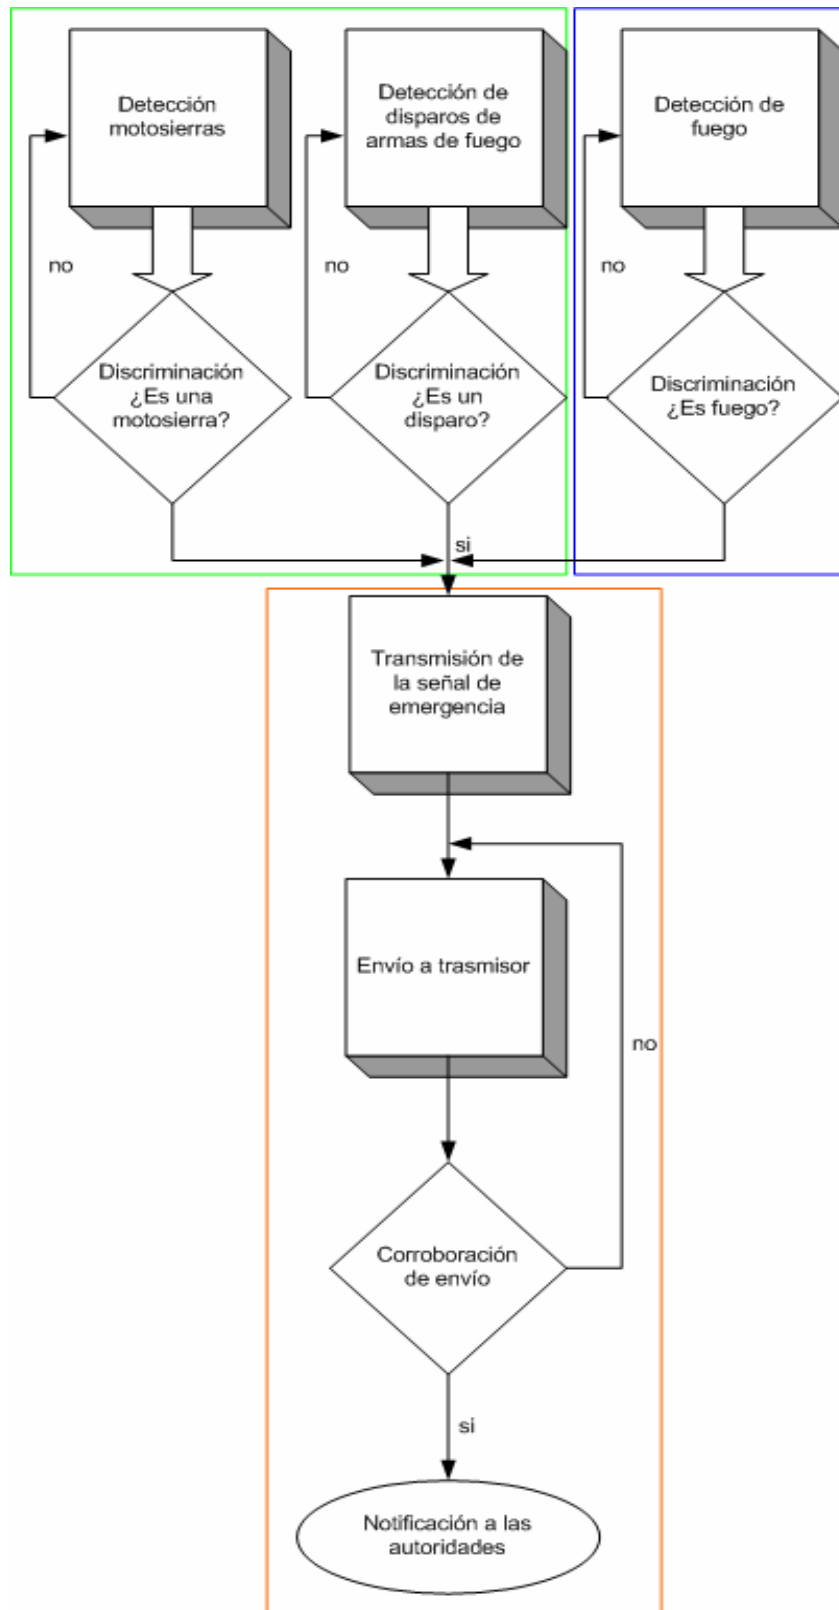 Detección
motosierras
Detección de
disparos de
armas de fuego
Detección de
fuego
no
no
no
Discriminación
¿Es una
motosierra?
Discriminación
¿Es un
disparo?
Discriminación
¿Es fuego?
si
Transmisión de
la señal de
emergencia
Envío a trasmisor
no
Corroboración
de envío
si
Notificación a las
autoridades